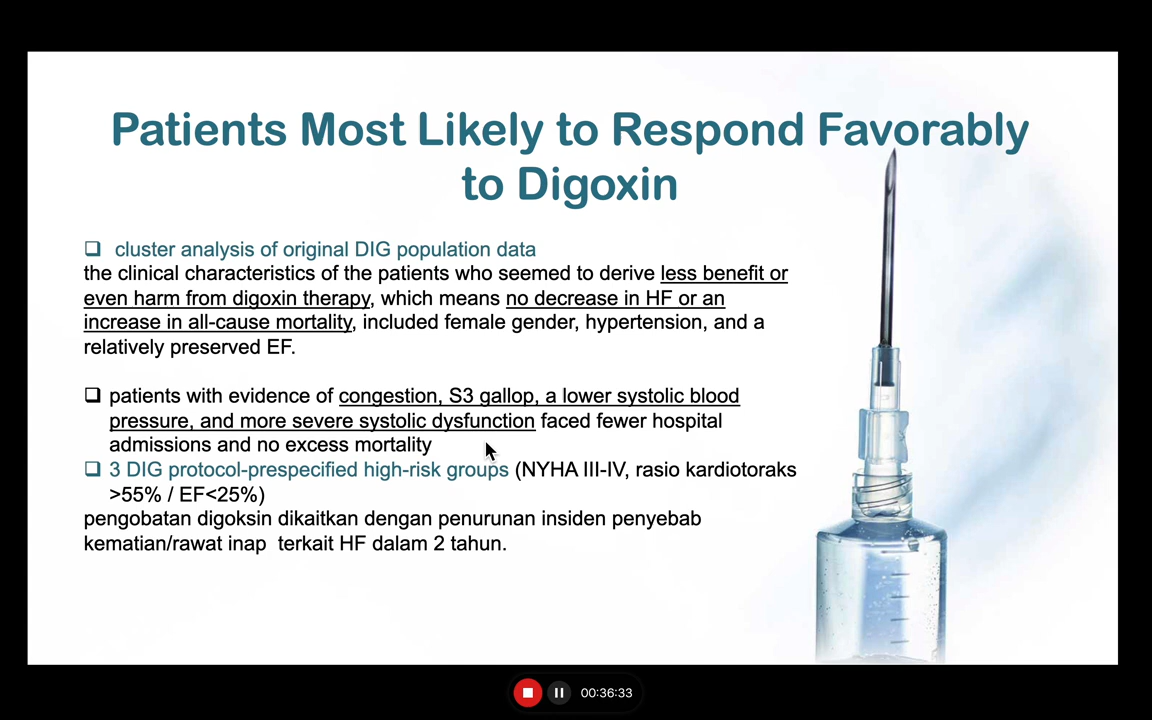 Patients Most Likely to Respond Favorably
to Digoxin
❑ cluster analysis of original DIG population data
the clinical characteristics of the patients who seemed to derive less benefit or
even harm from digoxin therapy, which means no decrease in HF or an
increase in all-cause mortality, included female gender, hypertension, and a
relatively preserved EF.
❑ patients with evidence of congestion, S3 gallop, a lower systolic blood
pressure, and more severe systolic dysfunction faced fewer hospital
admissions and no excess mortality
❑ 3 DIG protocol-prespecified high-risk groups (NYHA III-IV, rasio kardiotoraks
>55% / EF<25%)
pengobatan digoksin dikaitkan dengan penurunan insiden penyebab
kematian/rawat inap terkait HF dalam 2 tahun.
00:36:33